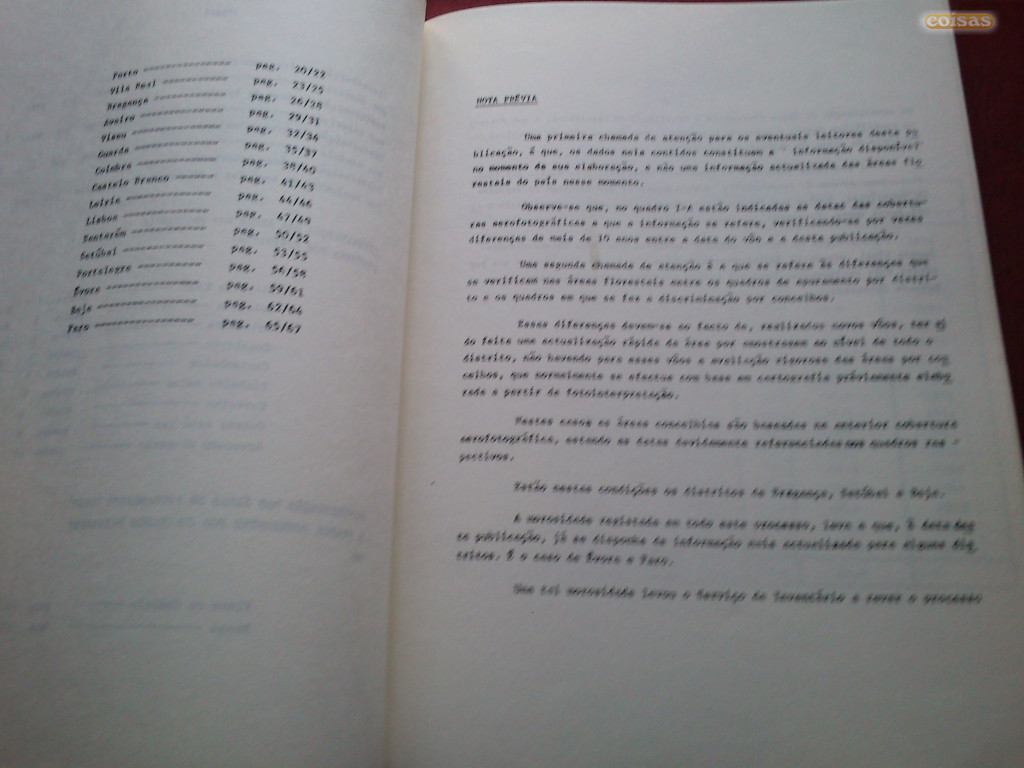 coisas
Porto ---------------- pag. 20/22
Vila Real ------------- pag. 23/25
Bragança ------------- pag. 26/28
Aveiro -------------- pag. 29/31
Viseu --------------- pag. 32/34
Guarda --------------- pag. 35/37
Coimbra -------------- pag. 38/40
Castelo Branco ------- pag. 41/43
Leiria --------------- pag. 44/46
Lisboa --------------- pag. 47/49
Santarém ------------- pag. 50/52
Setúbal -------------- pag. 53/55
Portalegre ----------- pag. 56/58
Évora ---------------- pag. 59/61
Beja ----------------- pag. 62/64
Faro ----------------- pag. 65/67
NOTA PRÉVIA
Uma primeira chamada de atenção para os eventuais leitores desta pu
blicação, é que, os dados nela contidos constituem a informação disponível
no momento da sua elaboração, e não uma informação actualizada das áreas flo
restais do país nesse momento.
Observe-se que, no quadro 1-A estão indicadas as datas das cobertu-
ras aerofotográficas a que a informação se refere, verificando-se por vezes
diferenças de mais de 10 anos entre a data do vôo e a desta publicação.
Uma segunda chamada de atenção é a que se refere às diferenças que
se verificam nas áreas florestais entre os quadros de apuramento por distri-
to e os quadros em que se faz a discriminação por concelhos.
Essas diferenças devem-se ao facto de, realizados novos vôos, ter si
do feita uma actualização rápida de área por amostragem ao nível de todo o
distrito, não havendo para esses vôos a avaliação rigorosa das áreas por con
celhos, que normalmente se efectua com base em cartografia préviamente elabo
rada a partir de fotointerpretação.
Nestes casos as áreas concelhias são baseadas na anterior cobertura
aerofotográfica, estando as datas devidamente referenciadas nos quadros res -
pectivos.
Estão nestas condições os distritos de Bragança, Setúbal e Beja.
A morosidade registada em todo este processo, leva a que, à data des
ta publicação, já se disponha de informação mais actualizada para alguns dis
tritos. É o caso de Évora e Faro.
Uma tal morosidade levou o Serviço de Inventário a rever o processo